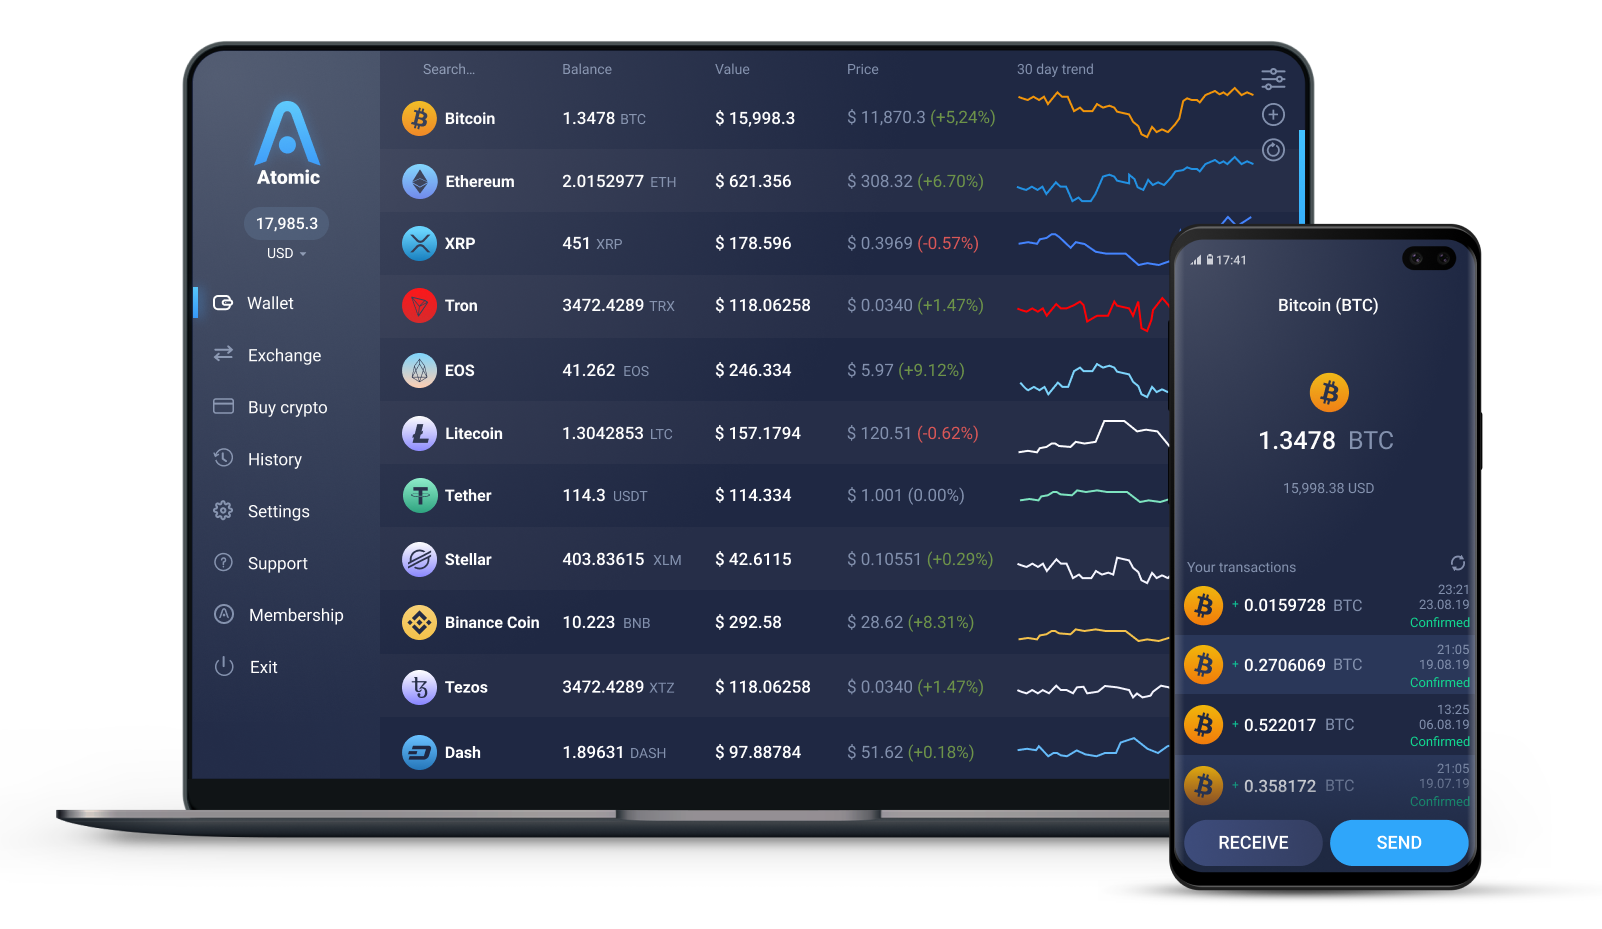 Atomic
17,985.3
USD
Wallet
Exchange
Buy crypto
History
Settings
Support
Membership
Exit
Search... Balance Value Price 30 day trend
Bitcoin 1.3478 BTC $ 15,998.3 $ 11,870.3 (+5,24%)
Ethereum 2.0152977 ETH $ 621.356 $ 308.32 (+6.70%)
XRP 451 XRP $ 178.596 $ 0.3969 (-0.57%)
Tron 3472.4289 TRX $ 118.06258 $ 0.0340 (+1.47%)
EOS 41.262 EOS $ 246.334 $ 5.97 (+9.12%)
Litecoin 1.3042853 LTC $ 157.1794 $ 120.51 (-0.62%)
Tether 114.3 USDT $ 114.334 $ 1.001 (0.00%)
Stellar 403.83615 XLM $ 42.6115 $ 0.10551 (+0.29%)
Binance Coin 10.223 BNB $ 292.58 $ 28.62 (+8.31%)
Tezos 3472.4289 XTZ $ 118.06258 $ 0.0340 (+1.47%)
Dash 1.89631 DASH $ 97.88784 $ 51.62 (+0.18%)
17:41
Bitcoin (BTC)
1.3478 BTC
15,998.38 USD
Your transactions
+ 0.0159728 BTC
23:21
23.08.19
Confirmed
+ 0.2706069 BTC
21:05
19.08.19
Confirmed
+ 0.522017 BTC
13:25
06.08.19
Confirmed
+ 0.358172 BTC
21:05
19.07.19
Confirmed
RECEIVE SEND